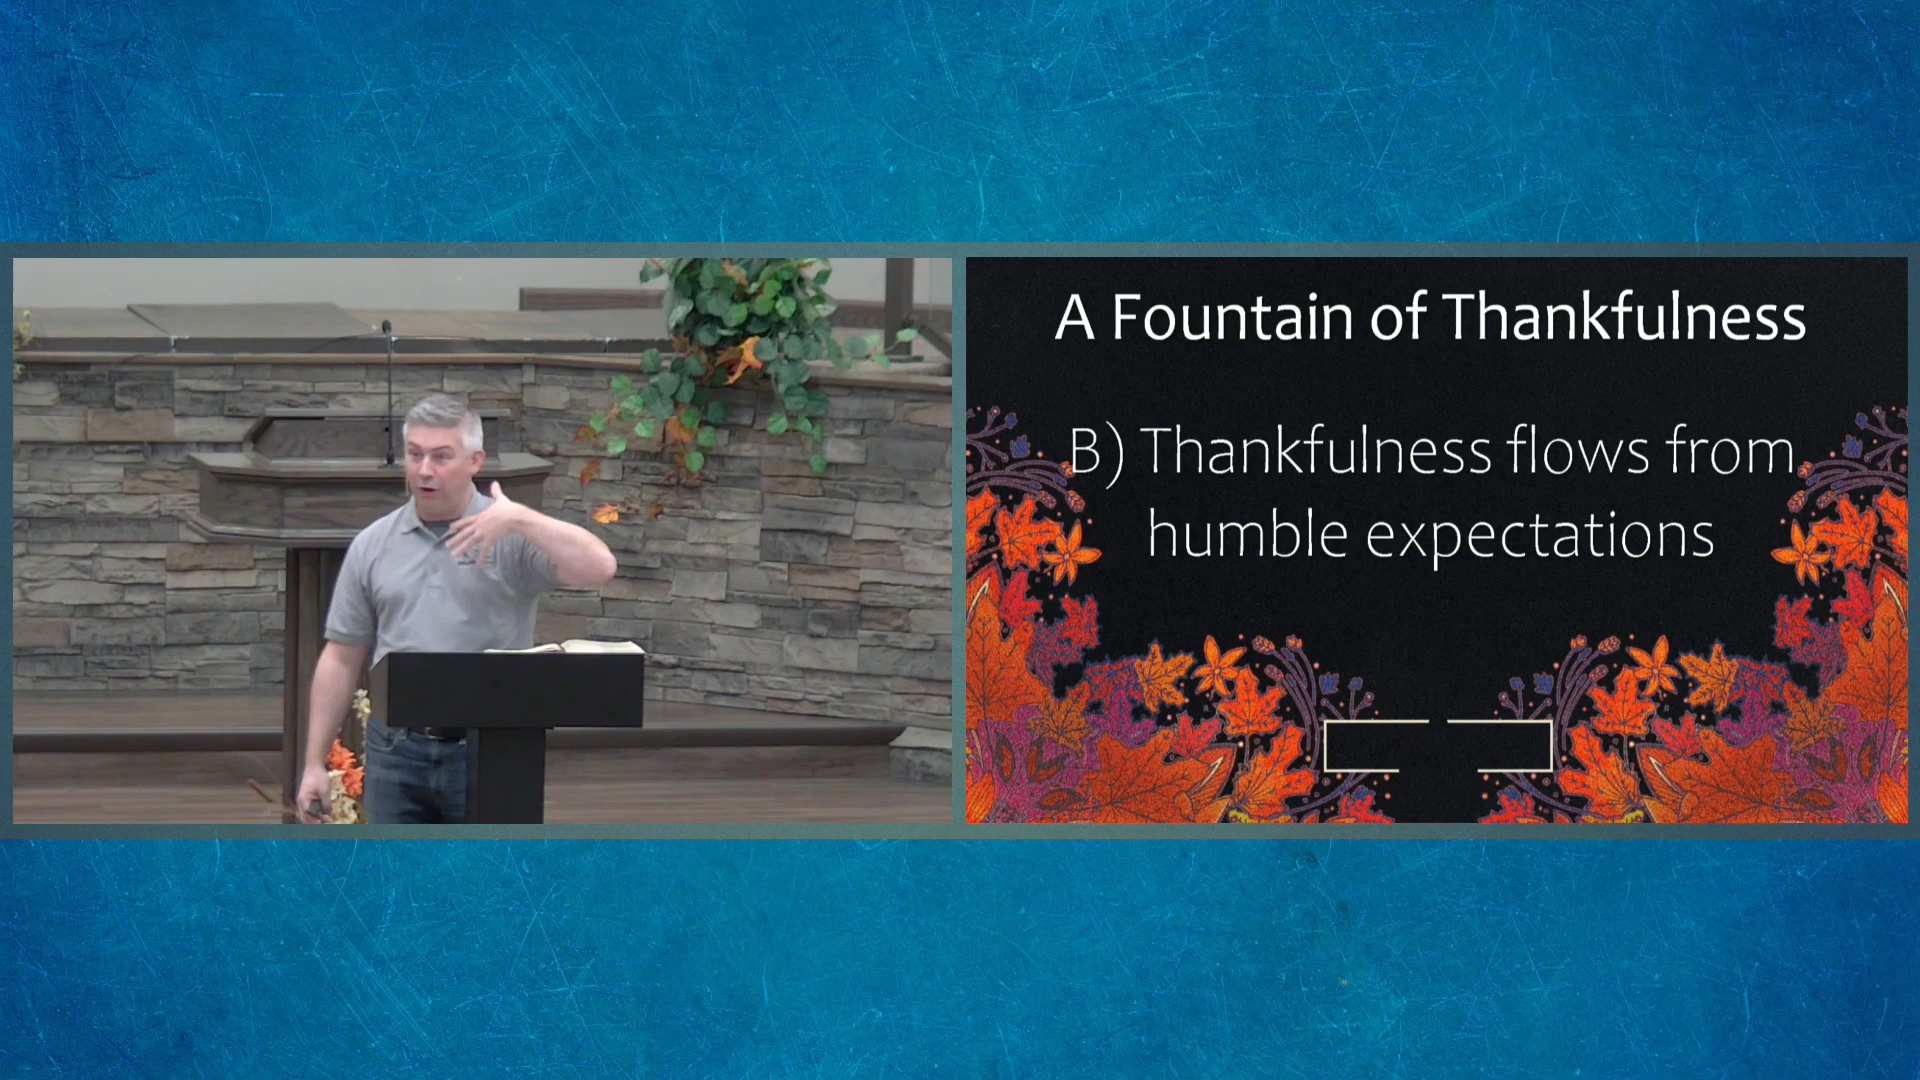 A Fountain of Thankfulness
B) Thankfulness flows from
humble expectations